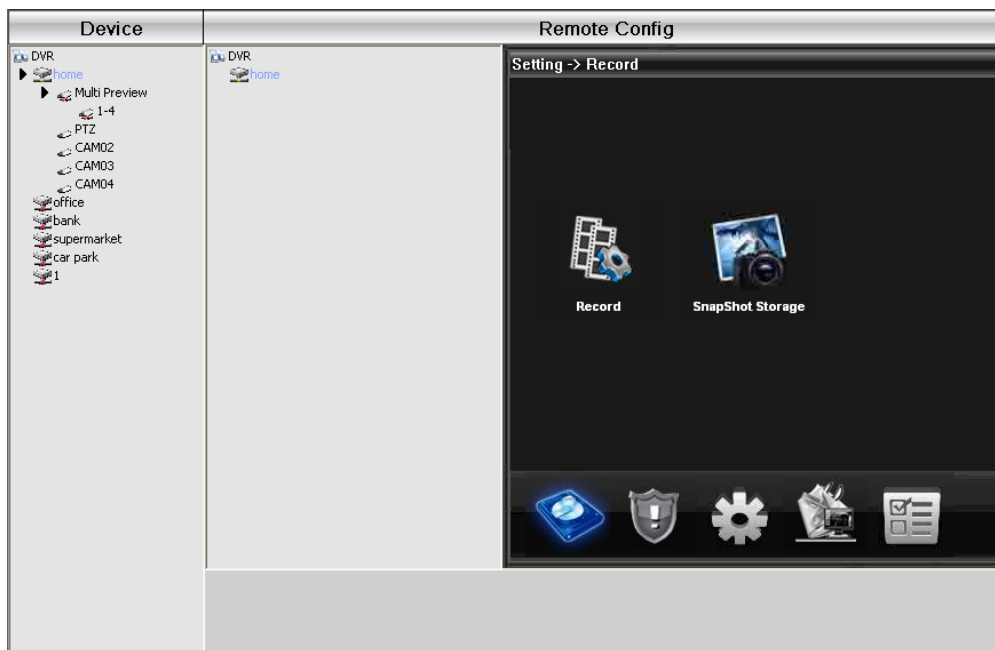 Device
Remote Config
DVR
home
Multi Preview
1-4
PTZ
CAM02
CAM03
CAM04
office
bank
supermarket
car park
1
DVR
home
Setting -> Record
Record
SnapShot Storage